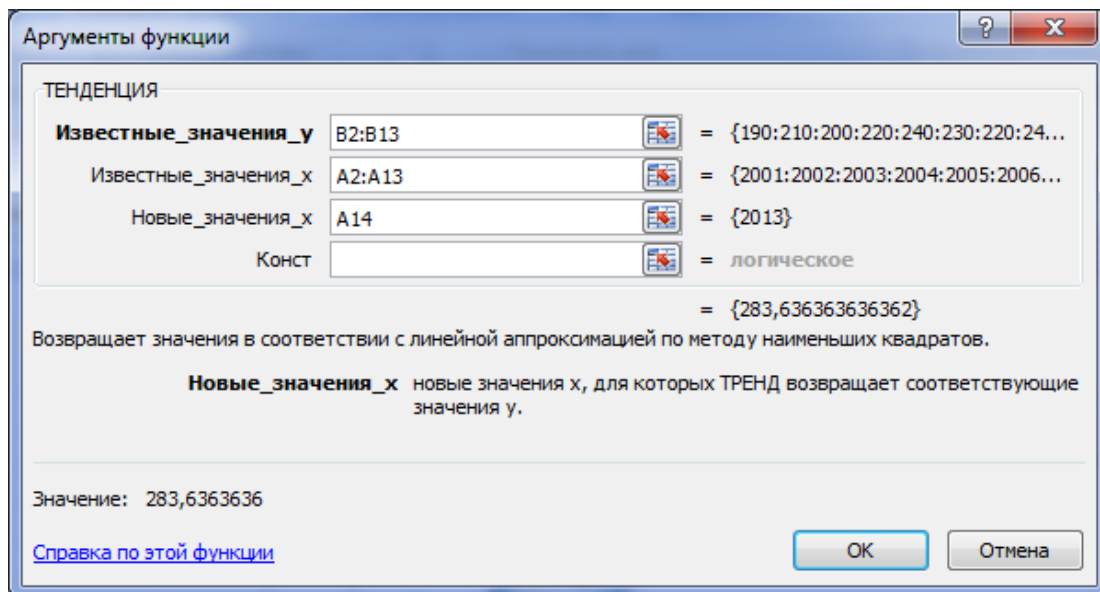 Аргументы функции
ТЕНДЕНЦИЯ
Известные_значения_y B2:B13 = {190:210:200:220:240:230:220:24...
Известные_значения_x A2:A13 = {2001:2002:2003:2004:2005:2006...
Новые_значения_x A14 = {2013}
Конст = логическое
= {283,636363636362}
Возвращает значения в соответствии с линейной аппроксимацией по методу наименьших квадратов.
Новые_значения_x новые значения x, для которых ТРЕНД возвращает соответствующие
значения y.
Значение: 283,6363636
Справка по этой функции
OK Отмена